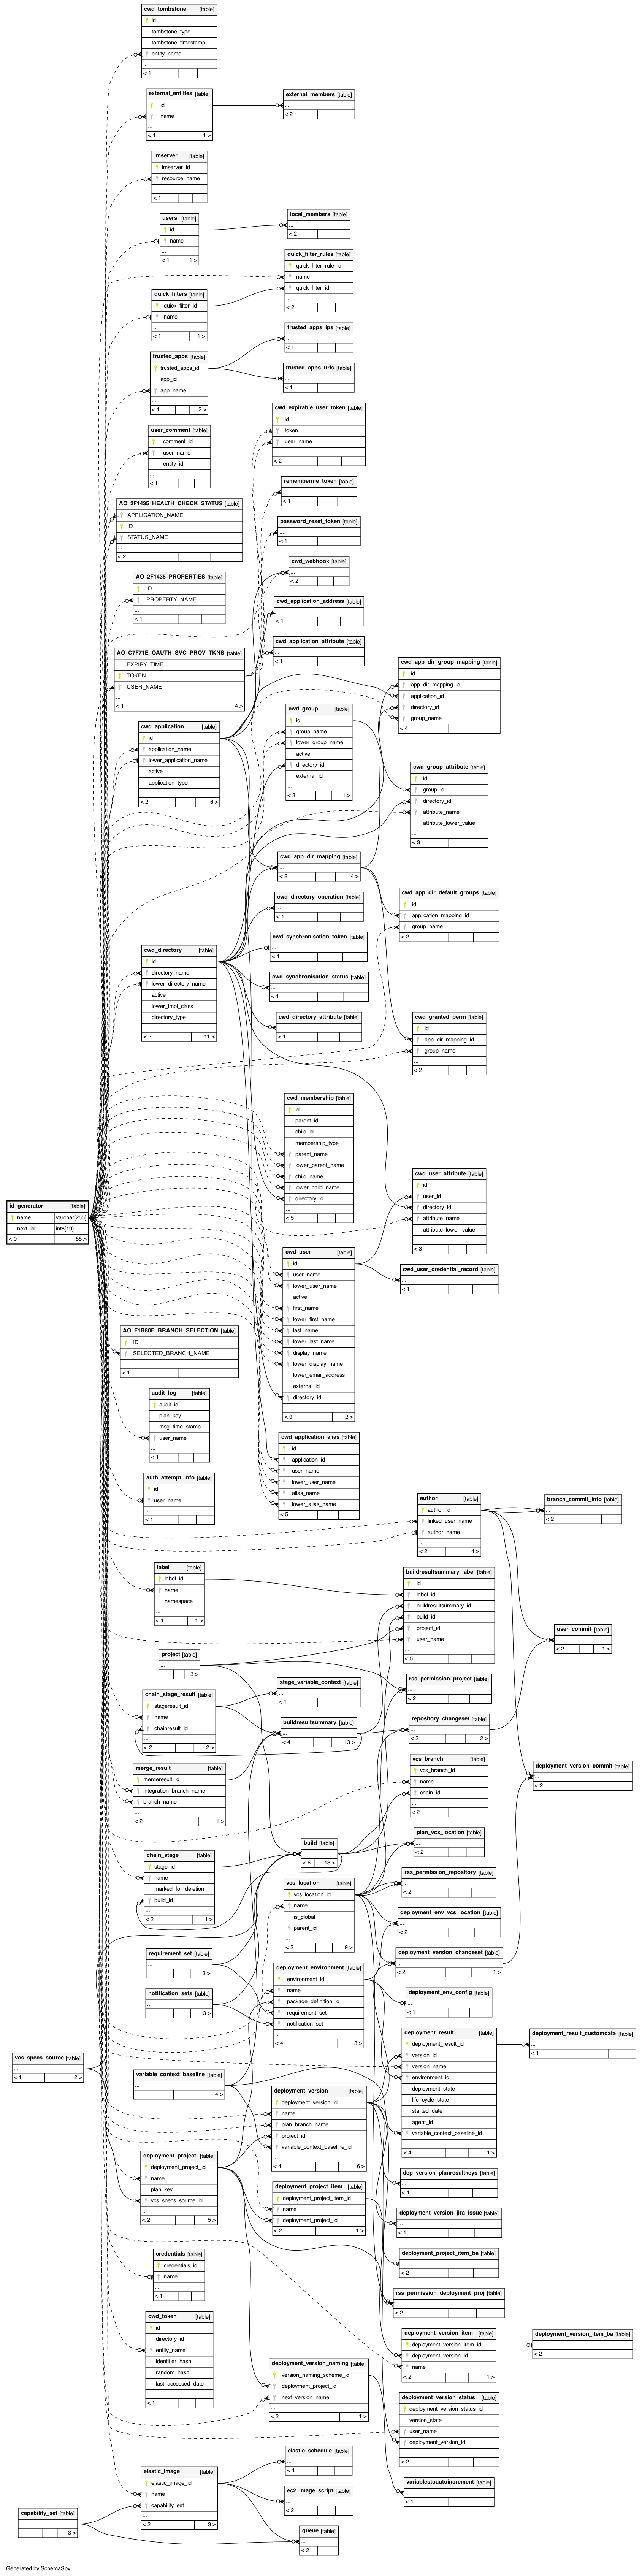 cwd_tombstone [table]
id
tombstone_type
tombstone_timestamp
entity_name
...
< 1
external_entities [table]
id
name
...
< 1 1 >
external_members [table]
...
< 2
imserver [table]
imserver_id
resource_name
...
< 1
users [table]
id
name
...
< 1 1 >
local_members [table]
...
< 2
quick_filter_rules [table]
quick_filter_rule_id
name
quick_filter_id
...
< 2
quick_filters [table]
quick_filter_id
name
...
< 1 1 >
trusted_apps_ips [table]
...
< 1
trusted_apps [table]
trusted_apps_id
app_id
app_name
...
< 1 2 >
trusted_apps_urls [table]
...
< 1
cwd_expirable_user_token [table]
id
token
user_name
...
< 2
user_comment [table]
comment_id
user_name
entity_id
...
< 1
rememberme_token [table]
...
< 1
AO_2F1435_HEALTH_CHECK_STATUS [table]
APPLICATION_NAME
ID
STATUS_NAME
...
< 2
password_reset_token [table]
...
< 1
cwd_webhook [table]
...
< 2
AO_2F1435_PROPERTIES [table]
ID
PROPERTY_NAME
...
< 1
cwd_application_address [table]
...
< 1
cwd_application_attribute [table]
...
< 1
AO_C7F71E_OAUTH_SVC_PROV_TKNS [table]
EXPIRY_TIME
TOKEN
USER_NAME
...
< 1 4 >
cwd_app_dir_group_mapping [table]
id
app_dir_mapping_id
application_id
directory_id
group_name
< 4
cwd_group [table]
id
group_name
lower_group_name
active
directory_id
external_id
...
< 3 1 >
cwd_application [table]
id
application_name
lower_application_name
active
application_type
...
< 2 6 >
cwd_group_attribute [table]
id
group_id
directory_id
attribute_name
attribute_lower_value
...
< 3
cwd_app_dir_mapping [table]
...
< 2 4 >
cwd_directory_operation [table]
...
< 1
cwd_app_dir_default_groups [table]
id
application_mapping_id
group_name
< 2
cwd_synchronisation_token [table]
...
< 1
cwd_directory [table]
id
directory_name
lower_directory_name
active
lower_impl_class
directory_type
...
< 2 11 >
cwd_synchronisation_status [table]
...
< 1
cwd_directory_attribute [table]
...
< 1
cwd_granted_perm [table]
id
app_dir_mapping_id
group_name
...
< 2
cwd_membership [table]
id
parent_id
child_id
membership_type
parent_name
lower_parent_name
child_name
lower_child_name
directory_id
...
< 5
cwd_user_attribute [table]
id
user_id
directory_id
attribute_name
attribute_lower_value
...
< 3
id_generator [table]
name varchar[255]
next_id int8[19]
< 0 65 >
cwd_user [table]
id
user_name
lower_user_name
active
first_name
lower_first_name
last_name
lower_last_name
display_name
lower_display_name
lower_email_address
external_id
directory_id
...
< 9 2 >
cwd_user_credential_record [table]
...
< 1
AO_F1B80E_BRANCH_SELECTION [table]
ID
SELECTED_BRANCH_NAME
...
< 1
audit_log [table]
audit_id
plan_key
msg_time_stamp
user_name
...
< 1
cwd_application_alias [table]
id
application_id
user_name
lower_user_name
alias_name
lower_alias_name
< 5
auth_attempt_info [table]
id
user_name
...
< 1
author [table]
author_id
linked_user_name
author_name
...
< 2 4 >
branch_commit_info [table]
...
< 2
label [table]
label_id
name
namespace
...
< 1 1 >
buildresultsummary_label [table]
id
label_id
buildresultsummary_id
build_id
project_id
user_name
...
< 5
user_commit [table]
...
< 2 1 >
project [table]
...
3 >
stage_variable_context [table]
...
< 1
rss_permission_project [table]
...
< 2
chain_stage_result [table]
stageresult_id
name
chainresult_id
...
< 2 2 >
buildresultsummary [table]
...
< 4 13 >
repository_changeset [table]
...
< 2 2 >
merge_result [table]
mergeresult_id
integration_branch_name
branch_name
...
< 2 1 >
vcs_branch [table]
vcs_branch_id
name
chain_id
...
< 2
deployment_version_commit [table]
...
< 2
build [table]
...
< 6 13 >
plan_vcs_location [table]
...
< 2
chain_stage [table]
stage_id
name
marked_for_deletion
build_id
...
< 2 1 >
rss_permission_repository [table]
...
< 2
vcs_location [table]
vcs_location_id
name
is_global
parent_id
...
< 2 9 >
deployment_env_vcs_location [table]
...
< 2
requirement_set [table]
...
3 >
deployment_version_changeset [table]
...
< 2 1 >
deployment_environment [table]
environment_id
name
package_definition_id
requirement_set
notification_set
...
< 4 3 >
notification_sets [table]
...
3 >
deployment_env_config [table]
...
< 1
deployment_result [table]
deployment_result_id
version_id
version_name
environment_id
deployment_state
life_cycle_state
started_date
agent_id
variable_context_baseline_id
...
< 4 1 >
deployment_result_customdata [table]
...
< 1
vcs_specs_source [table]
...
< 1 2 >
variable_context_baseline [table]
...
4 >
deployment_version [table]
deployment_version_id
name
plan_branch_name
project_id
variable_context_baseline_id
...
< 4 6 >
dep_version_planresultkeys [table]
...
< 1
deployment_project [table]
deployment_project_id
name
plan_key
vcs_specs_source_id
...
< 2 5 >
deployment_project_item [table]
deployment_project_item_id
name
deployment_project_id
< 2 1 >
deployment_version_jira_issue [table]
...
< 1
deployment_project_item_ba [table]
...
< 2
credentials [table]
credentials_id
name
...
< 1
rss_permission_deployment_proj [table]
...
< 2
cwd_token [table]
id
directory_id
entity_name
identifier_hash
random_hash
last_accessed_date
...
< 1
deployment_version_item [table]
deployment_version_item_id
deployment_version_id
name
< 2 1 >
deployment_version_item_ba [table]
...
< 2
deployment_version_naming [table]
version_naming_scheme_id
deployment_project_id
next_version_name
...
< 2 1 >
deployment_version_status [table]
deployment_version_status_id
version_state
user_name
deployment_version_id
...
< 2
elastic_schedule [table]
...
< 1
elastic_image [table]
elastic_image_id
name
capability_set
...
< 2 3 >
variablestoautoincrement [table]
...
< 1
ec2_image_script [table]
...
< 2
capability_set [table]
...
3 >
queue [table]
...
< 2
Generated by SchemaSpy